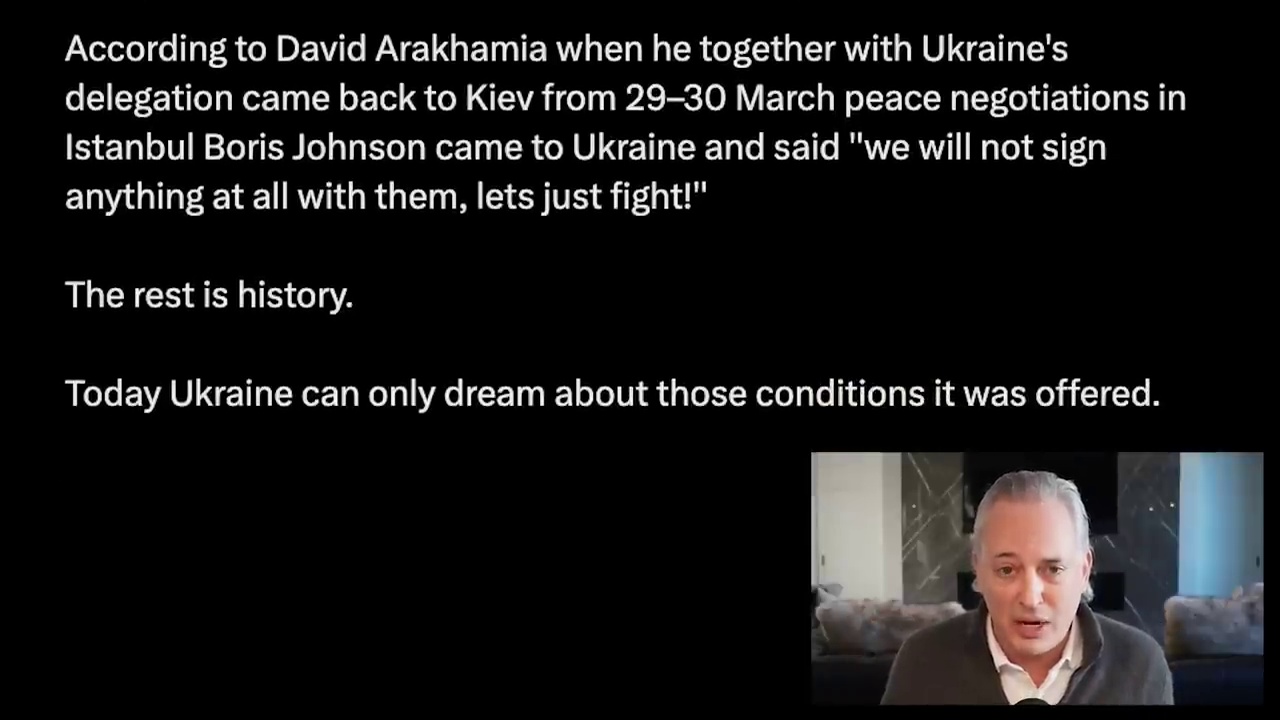 According to David Arakhamia when he together with Ukraine's
delegation came back to Kiev from 29–30 March peace negotiations in
Istanbul Boris Johnson came to Ukraine and said "we will not sign
anything at all with them, lets just fight!"
The rest is history.
Today Ukraine can only dream about those conditions it was offered.